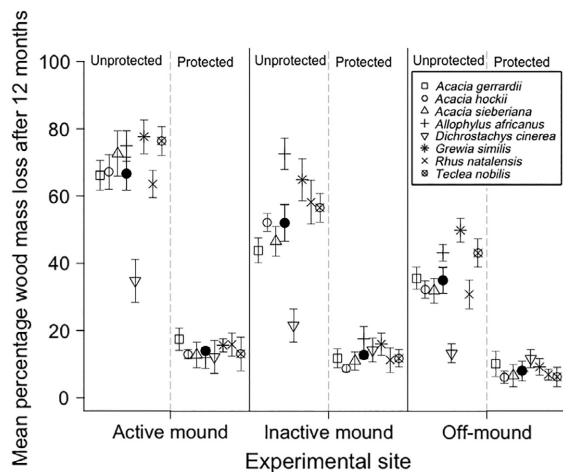 Mean percentage wood mass loss after 12 months
100
80
60
40
20
0
Unprotected
Protected
Unprotected
Protected
Unprotected
Protected
Acacia gerrardii
Acacia hockii
Acacia sieberiana
Allophylus africanus
Dichrostachys cinerea
Grewia similis
Rhus natalensis
Teclea nobilis
Active mound
Inactive mound
Off-mound
Experimental site